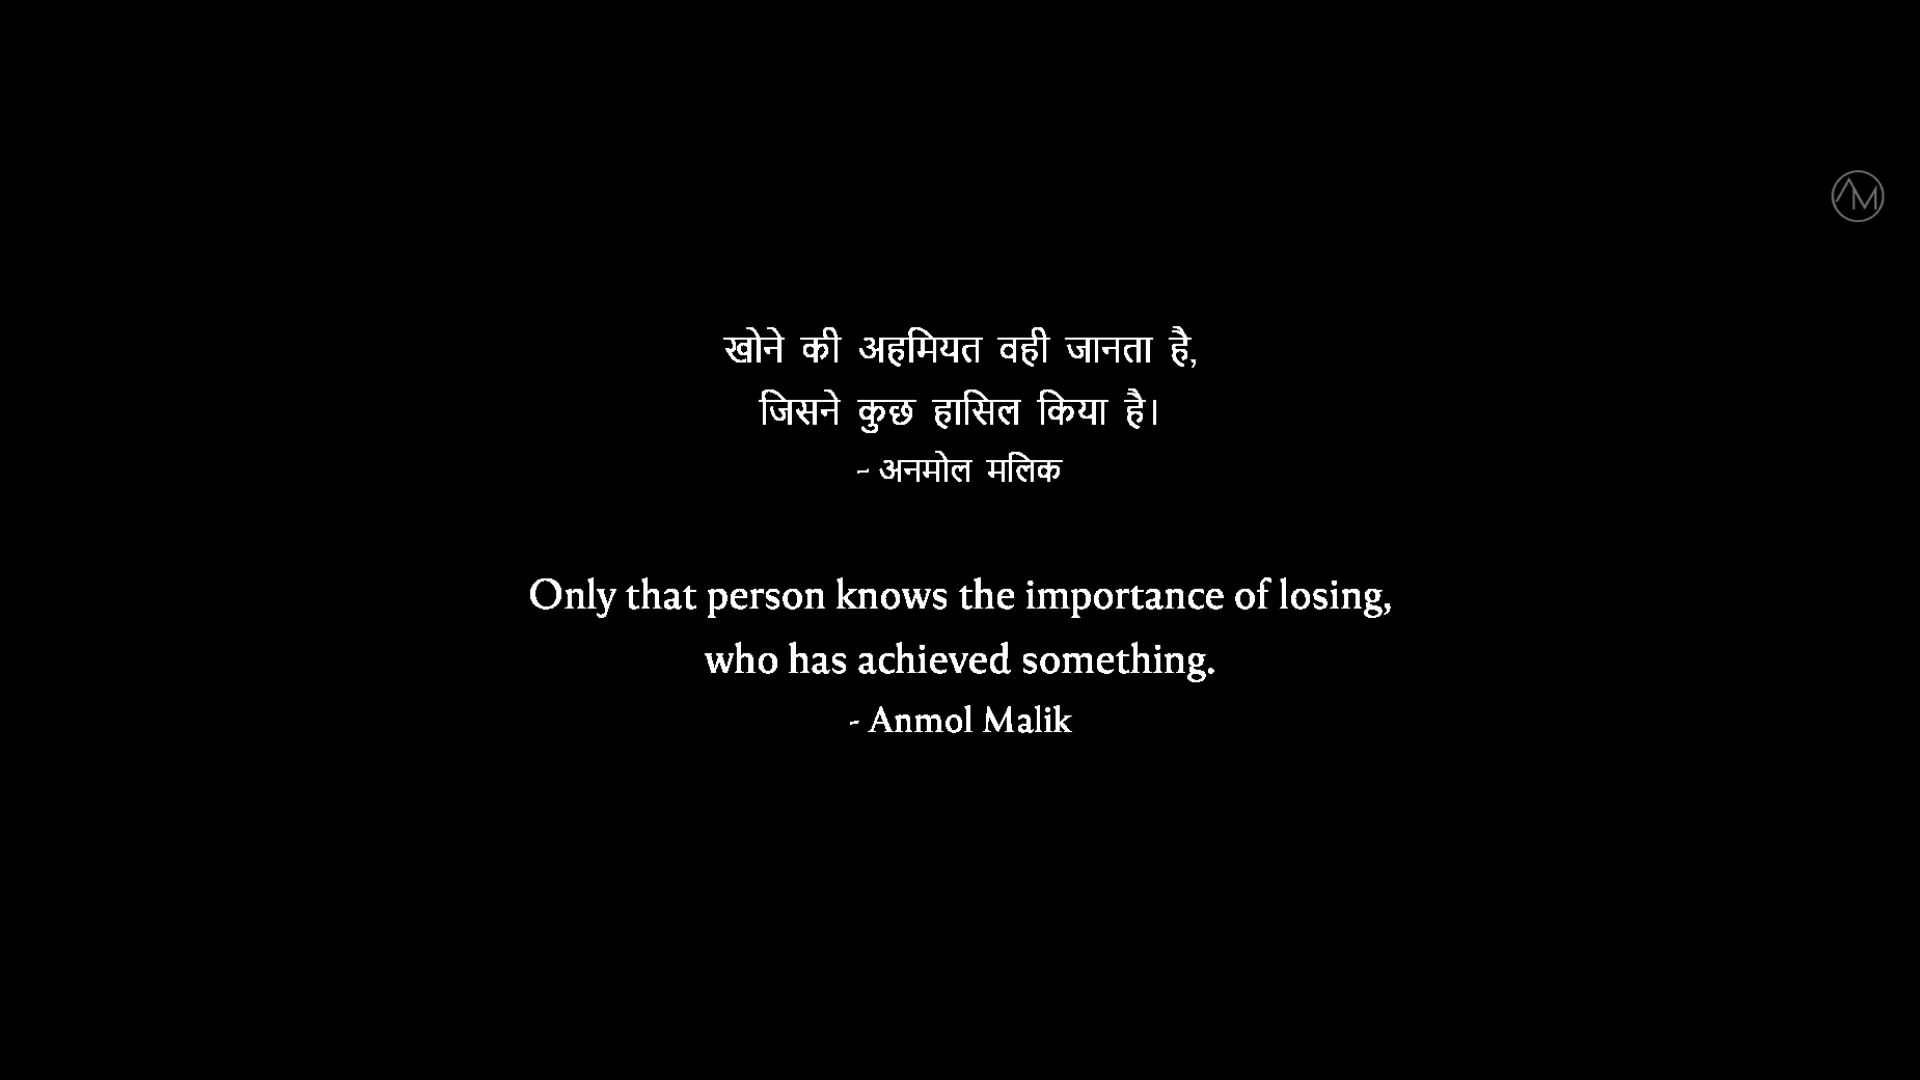 AM
खोने की अहमियत वही जानता है,
जिसने कुछ हासिल किया है।
- अनमोल मलिक
Only that person knows the importance of losing,
who has achieved something.
- Anmol Malik